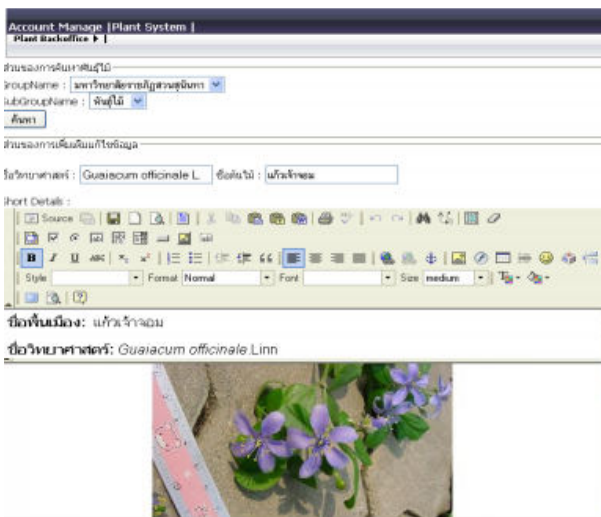 Account Manage |Plant System |
Plant Backoffice
ส่วนของการค้นหาพันธุ์ไม้
GroupName : มหาวิทยาลัยราชภัฏสวนสุนันทา
SubGroupName : พันธุ์ไม้
ค้นหา
ส่วนของการเพิ่มเติมแก้ไขข้อมูล
ชื่อวิทยาศาสตร์ : Guaiacum officinale L. ชื่อต้นไม้ : แก้วเจ้าจอม
Short Details :
Source
B I U ABC
Style Format Normal Font Size medium
ชื่อพื้นเมือง: แก้วเจ้าจอม
ชื่อวิทยาศาสตร์: Guaiacum officinale Linn